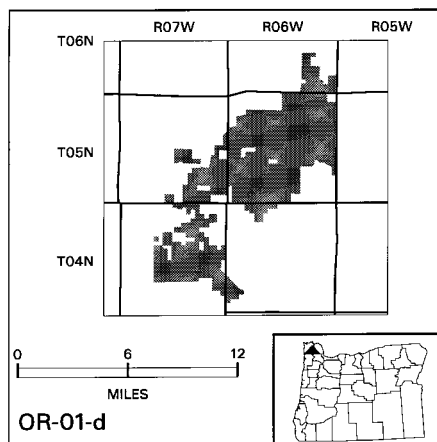 R07W R06W R05W
T06N
T05N
T04N
0 6 12
MILES
OR-01-d